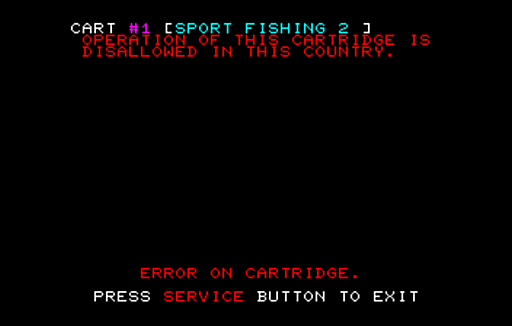 CART #1 [SPORT FISHING 2 ]
OPERATION OF THIS CARTRIDGE IS
DISALLOWED IN THIS COUNTRY.
ERROR ON CARTRIDGE.
PRESS SERVICE BUTTON TO EXIT